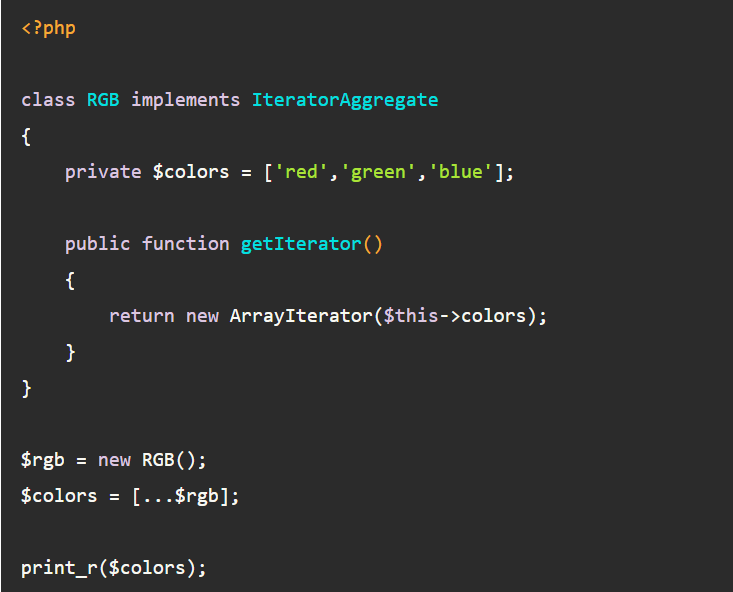 <?php
class RGB implements IteratorAggregate
{
    private $colors = ['red','green','blue'];
    public function getIterator()
    {
        return new ArrayIterator($this->colors);
    }
}
$rgb = new RGB();
$colors = [...$rgb];
print_r($colors);